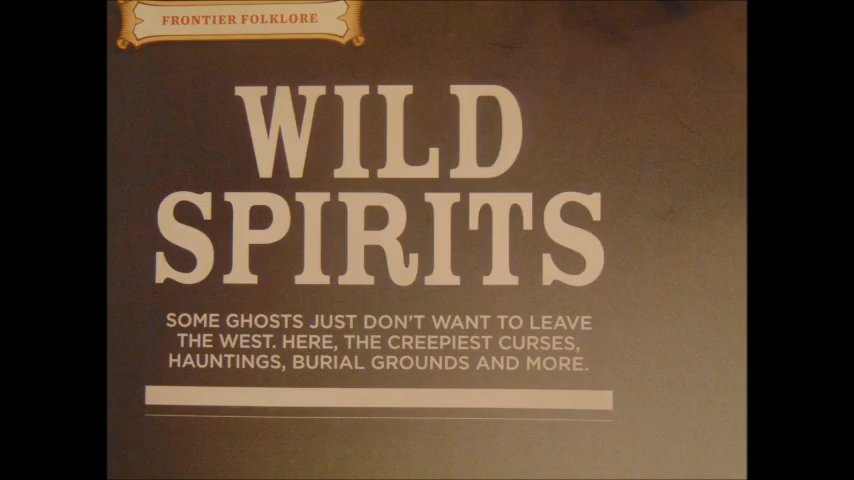 FRONTIER FOLKLORE
WILD
SPIRITS
SOME GHOSTS JUST DON'T WANT TO LEAVE
THE WEST. HERE, THE CREEPIEST CURSES,
HAUNTINGS, BURIAL GROUNDS AND MORE.